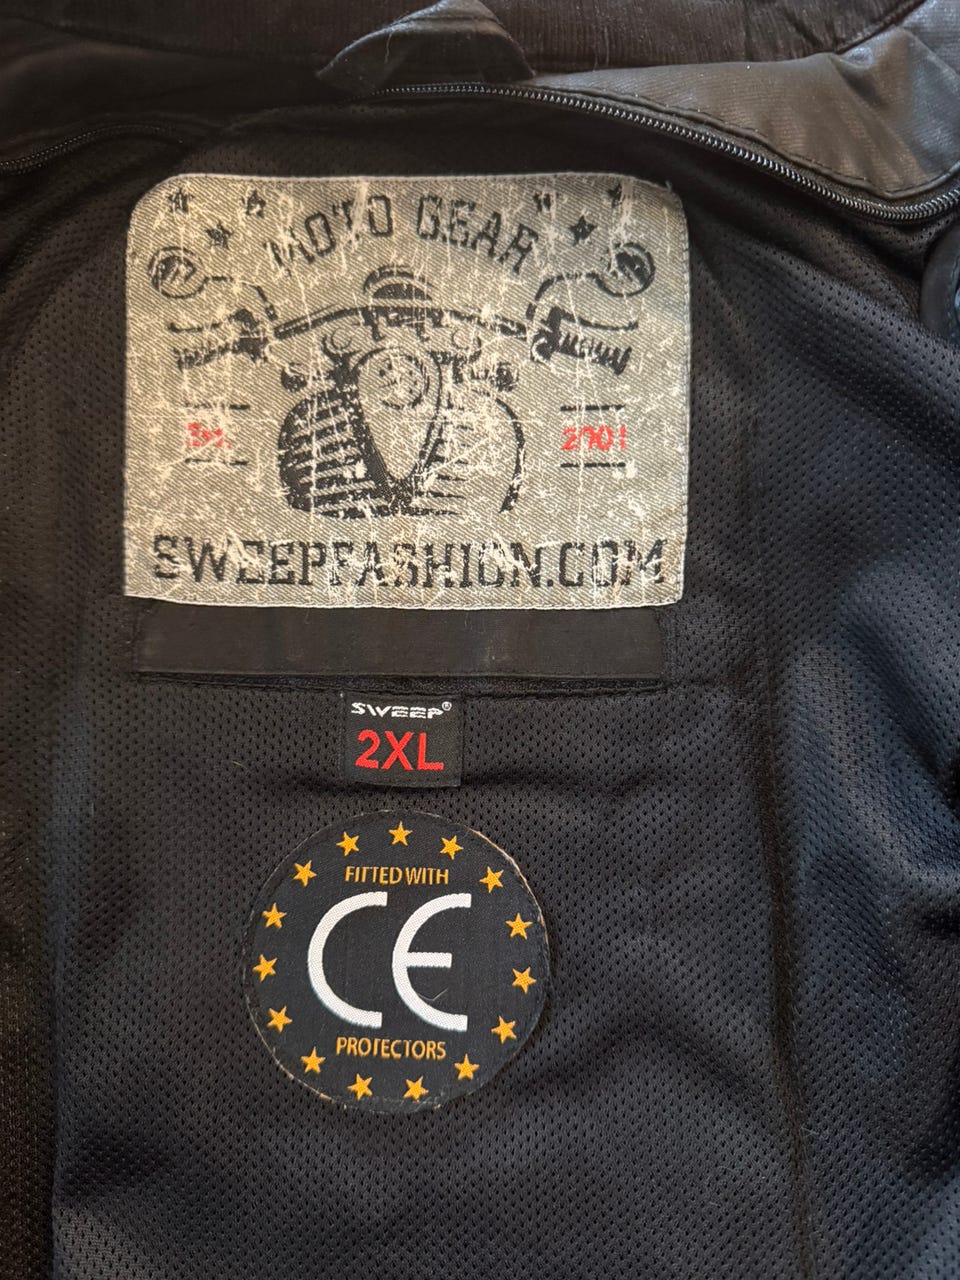 MOTO GEAR
Est. 2001
SWEEPFASHION.COM
SWEEP®
2XL
FITTED WITH
CE
PROTECTORS